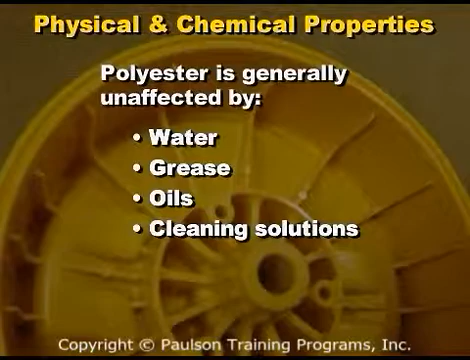 Physical & Chemical Properties
Polyester is generally
unaffected by:
• Water
• Grease
• Oils
• Cleaning solutions
Copyright © Paulson Training Programs, Inc.